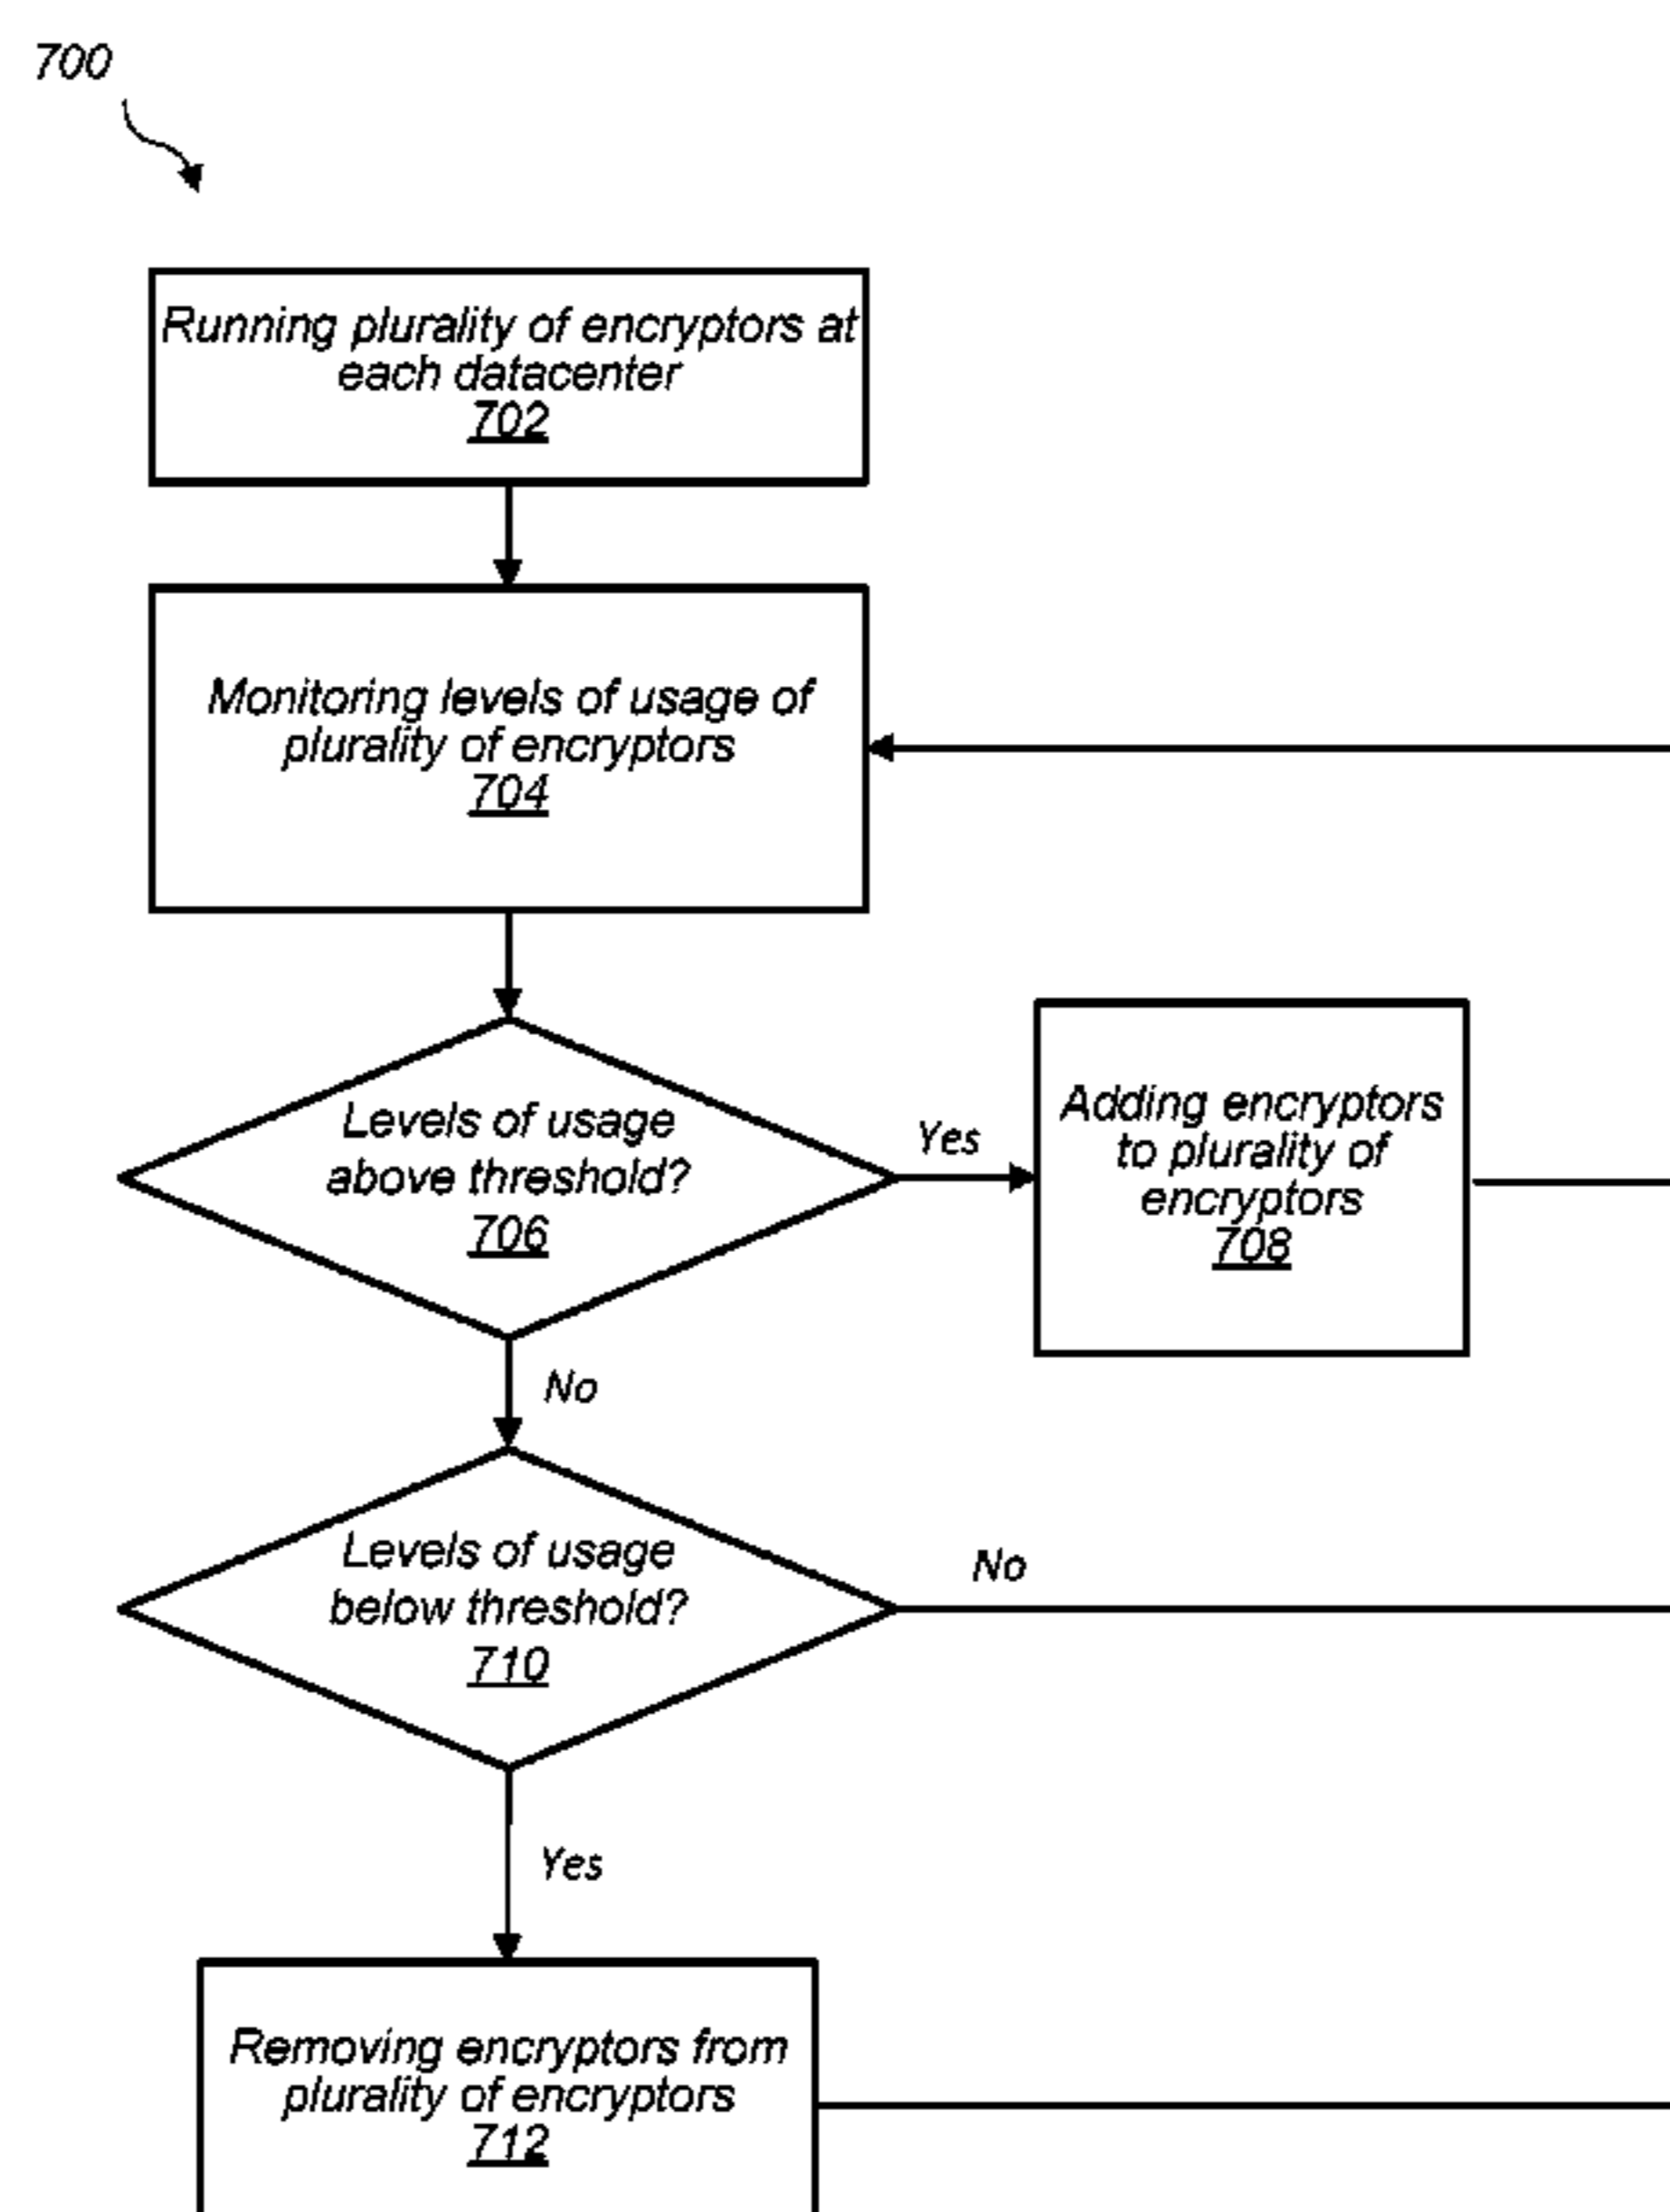 700
Running plurality of encryptors at
each datacenter
702
Monitoring levels of usage of
plurality of encryptors
704
Levels of usage
above threshold?
706
Yes
Adding encryptors
to plurality of
encryptors
708
No
Levels of usage
below threshold?
710
No
Yes
Removing encryptors from
plurality of encryptors
712